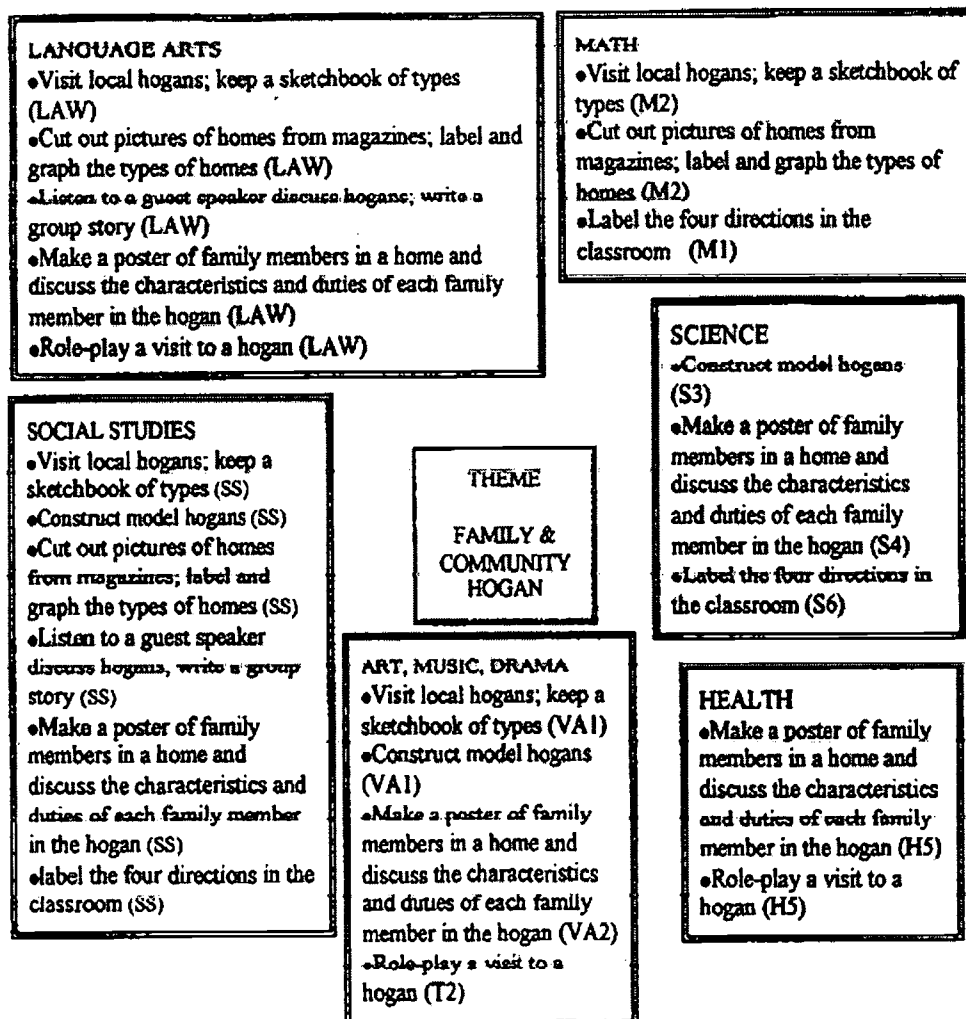 LANGUAGE ARTS
●Visit local hogans; keep a sketchbook of types
(LAW)
●Cut out pictures of homes from magazines; label and
graph the types of homes (LAW)
●Listen to a guest speaker discuss hogans; write a
group story (LAW)
●Make a poster of family members in a home and
discuss the characteristics and duties of each family
member in the hogan (LAW)
●Role-play a visit to a hogan (LAW)
MATH
●Visit local hogans; keep a sketchbook of
types (M2)
●Cut out pictures of homes from
magazines; label and graph the types of
homes (M2)
●Label the four directions in the
classroom (M1)
SOCIAL STUDIES
●Visit local hogans; keep a
sketchbook of types (SS)
●Construct model hogans (SS)
●Cut out pictures of homes
from magazines; label and
graph the types of homes (SS)
●Listen to a guest speaker
discuss hogans, write a group
story (SS)
●Make a poster of family
members in a home and
discuss the characteristics and
duties of each family member
in the hogan (SS)
●label the four directions in the
classroom (SS)
THEME
FAMILY &
COMMUNITY
HOGAN
SCIENCE
●Construct model hogans
(S3)
●Make a poster of family
members in a home and
discuss the characteristics
and duties of each family
member in the hogan (S4)
●Label the four directions in
the classroom (S6)
ART, MUSIC, DRAMA
●Visit local hogans; keep a
sketchbook of types (VA1)
●Construct model hogans
(VA1)
●Make a poster of family
members in a home and
discuss the characteristics
and duties of each family
member in the hogan (VA2)
●Role-play a visit to a
hogan (T2)
HEALTH
●Make a poster of family
members in a home and
discuss the characteristics
and duties of each family
member in the hogan (H5)
●Role-play a visit to a
hogan (H5)